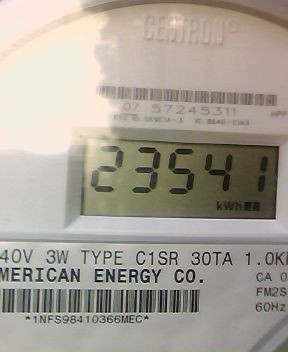 CENTRON®
07 57245311
23541
kWh
40V 3W TYPE C1SR 30TA 1.0K
MERICAN ENERGY CO.
CA 0
FM2S
60Hz
*1NFS98410366MEC*